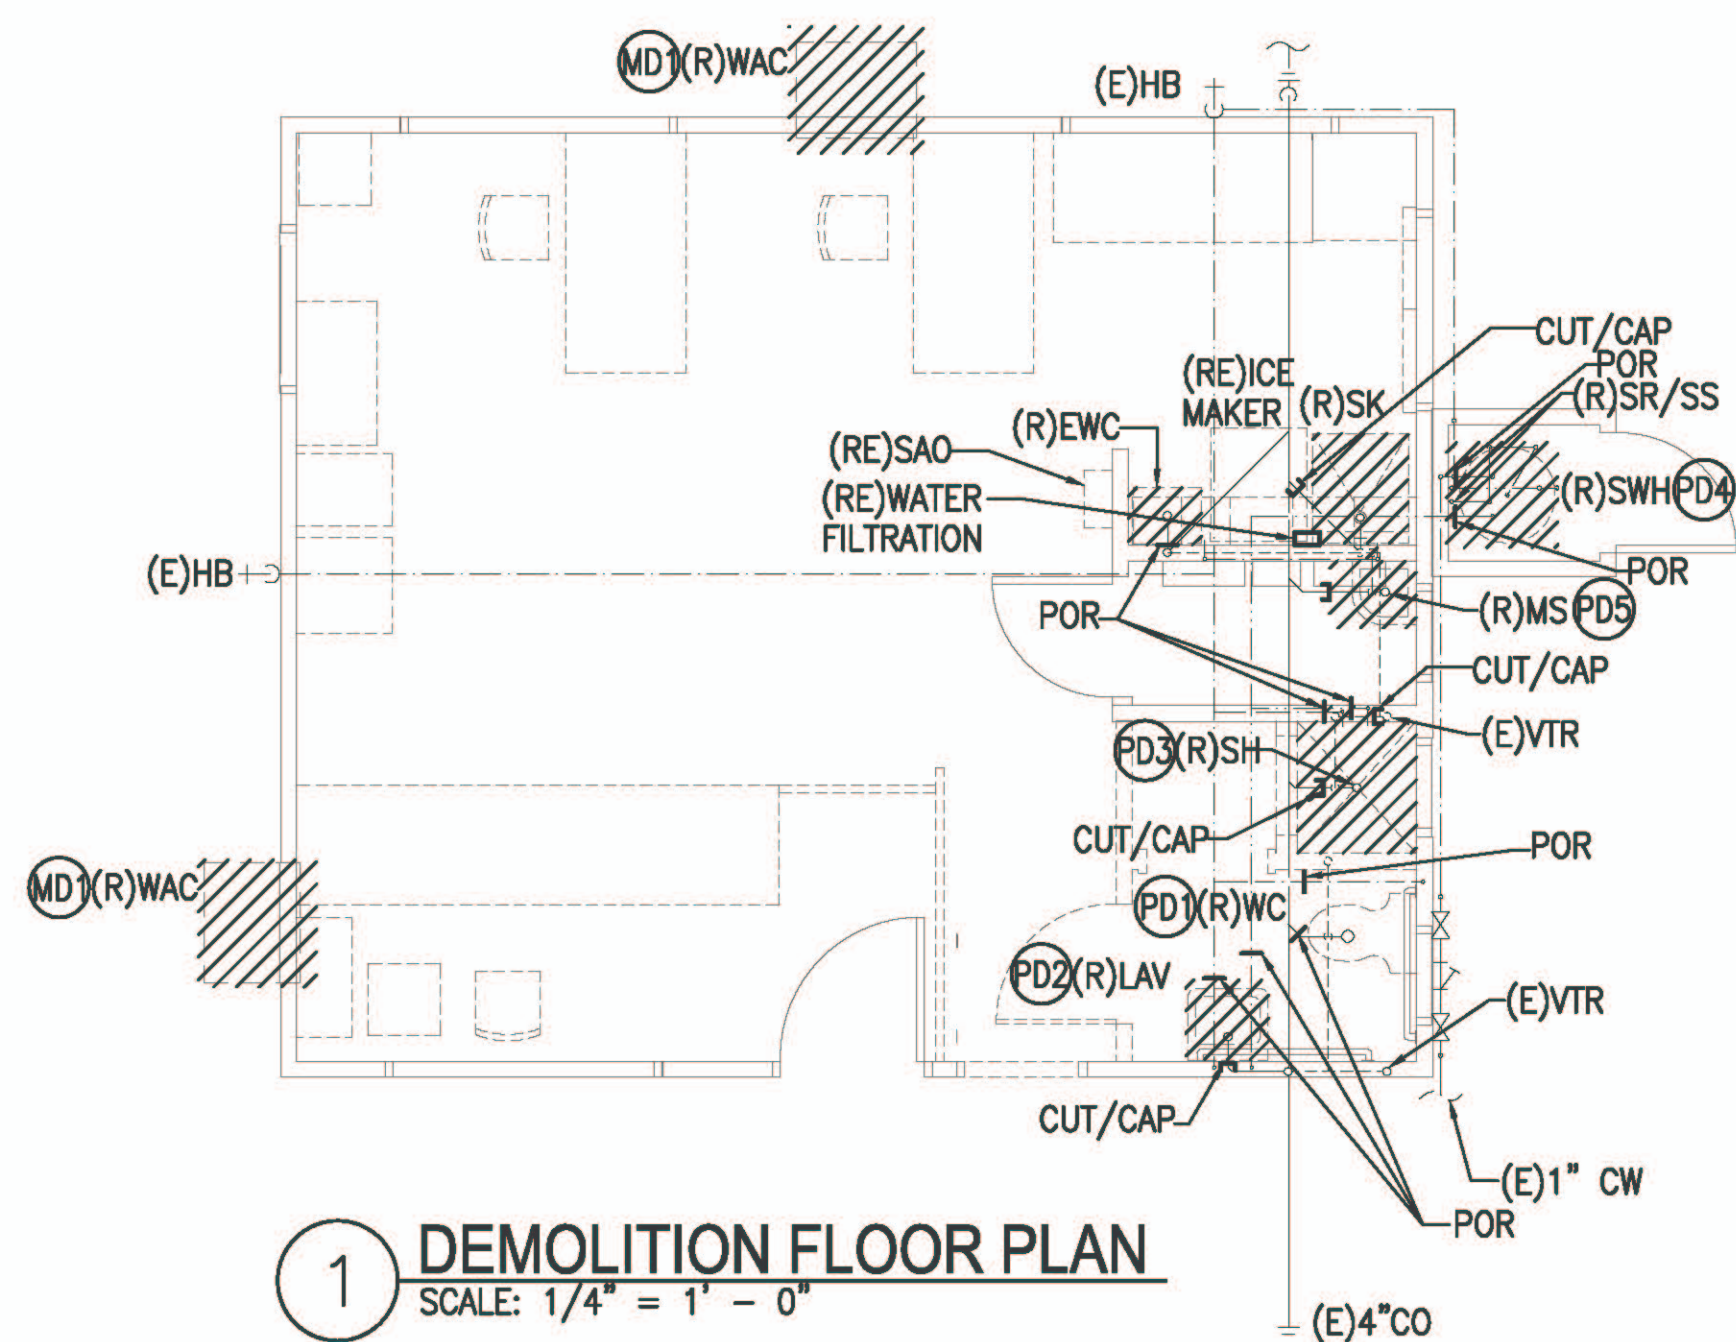 MD1 (R)WAC
(E)HB
CUT/CAP
POR
(R)SR/SS
(RE)ICE
MAKER
(R)SK
(R)EWC
(RE)SAO
(RE)WATER
FILTRATION
(R)SWH PD4
POR
(E)HB
(R)MS PD5
POR
CUT/CAP
(E)VTR
PD3 (R)SH
CUT/CAP
POR
MD1 (R)WAC
PD1 (R)WC
PD2 (R)LAV
(E)VTR
CUT/CAP
(E)1" CW
POR
(E)4"CO
1
DEMOLITION FLOOR PLAN
SCALE: 1/4" = 1' - 0"